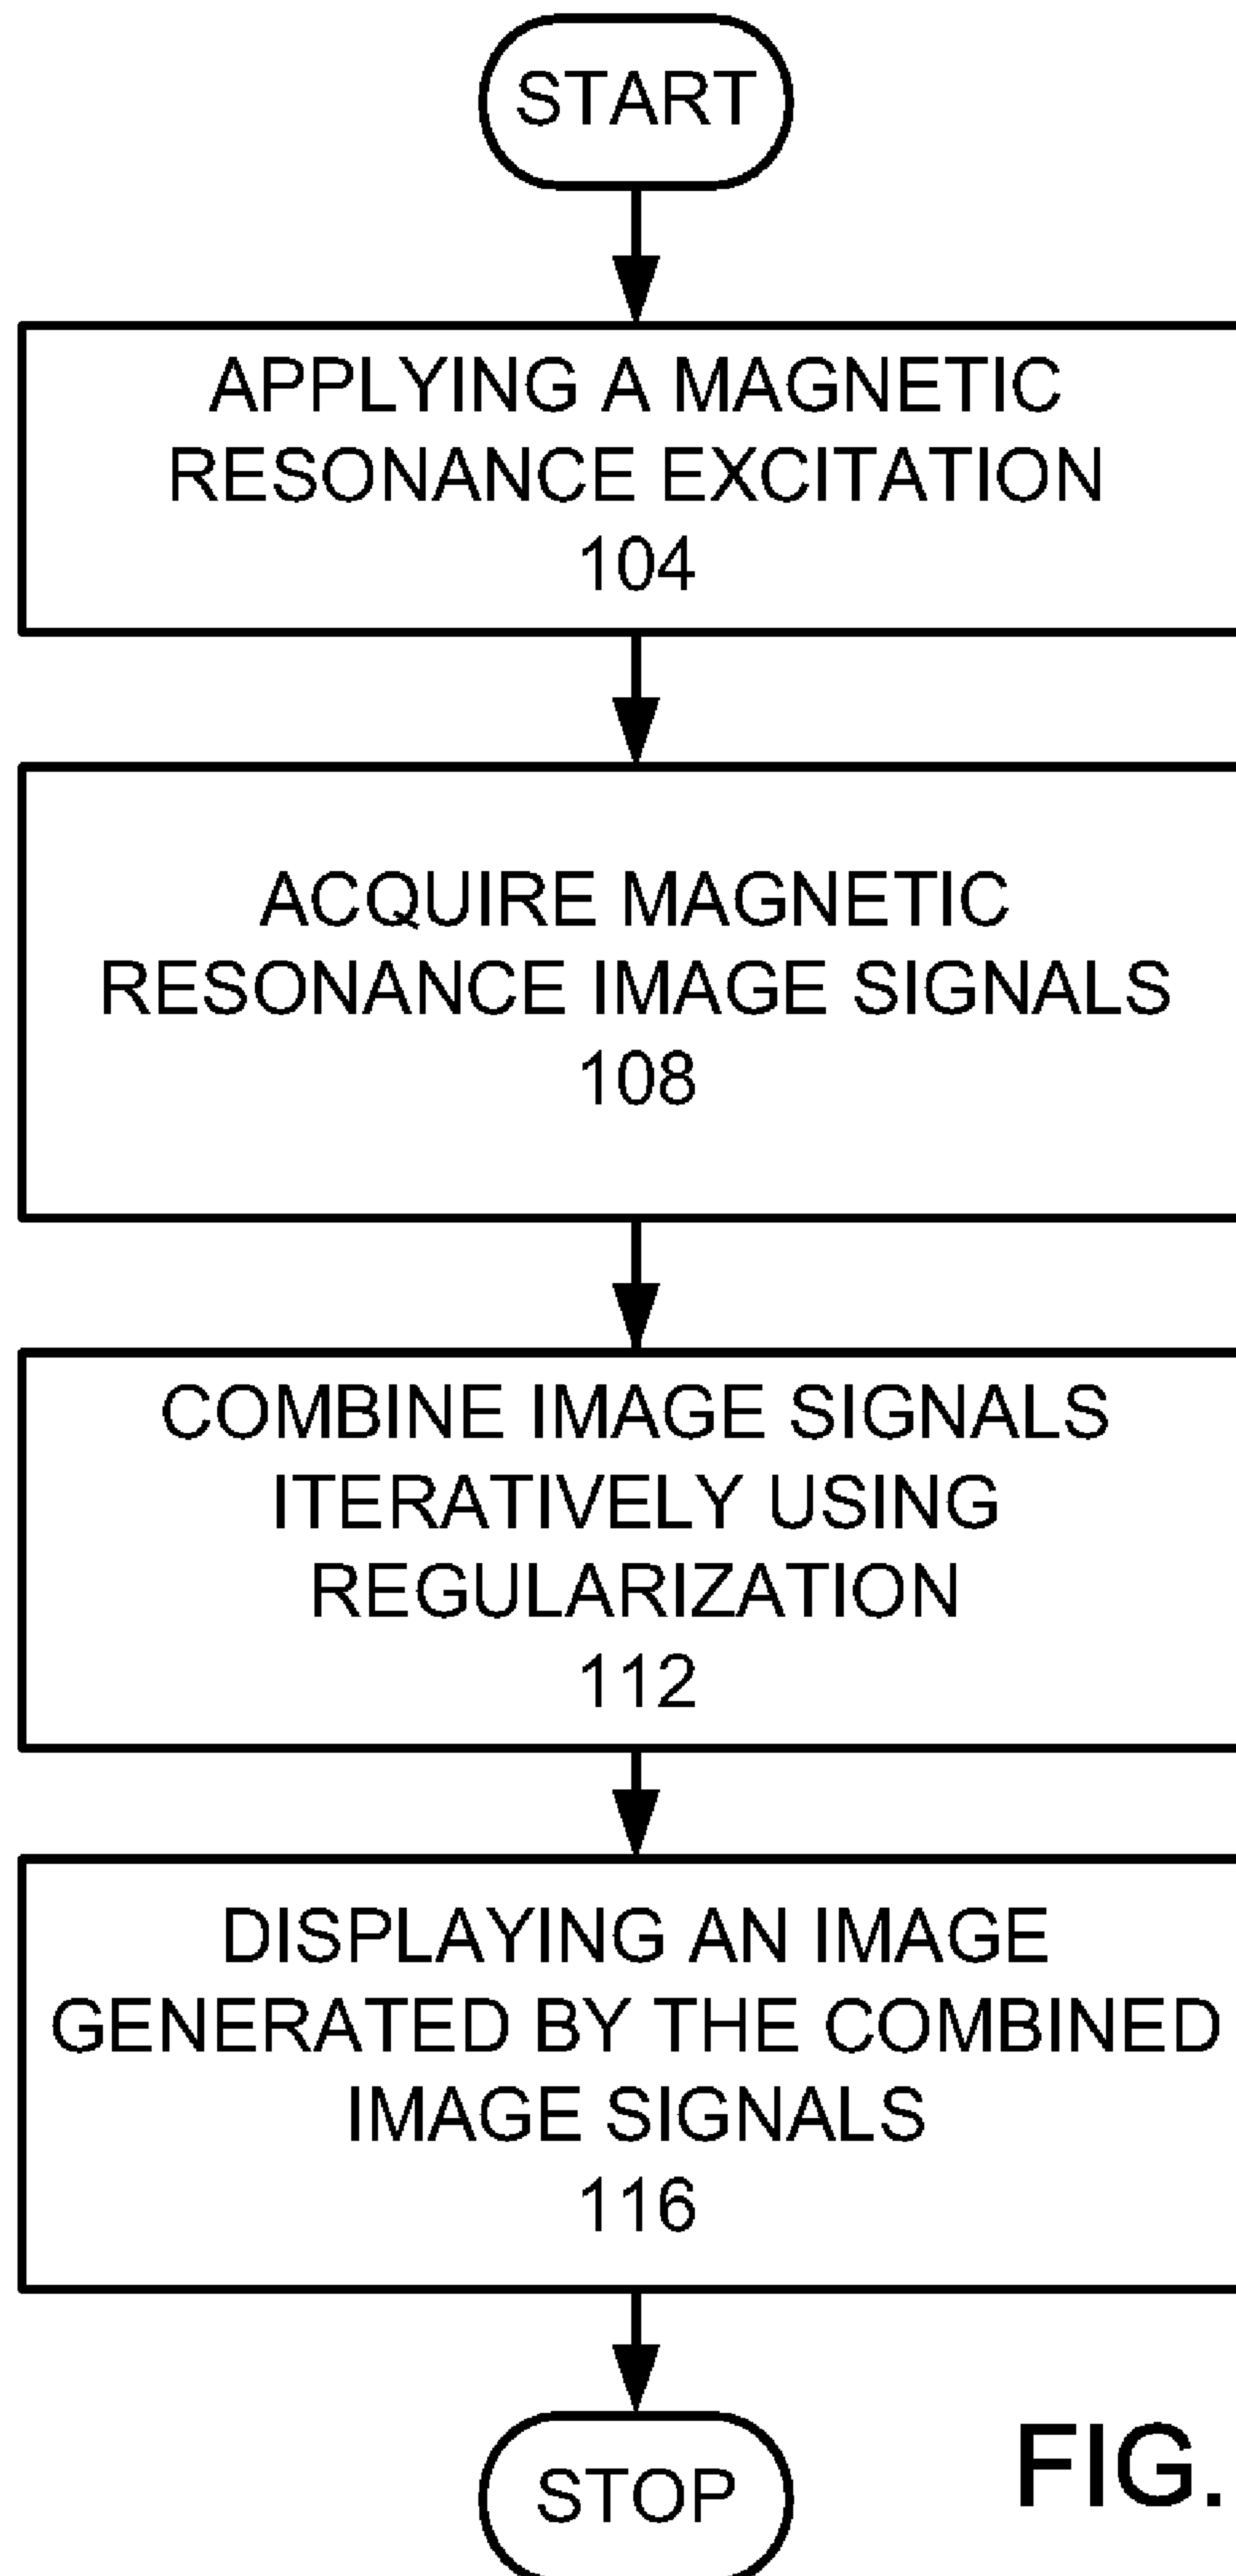 START
APPLYING A MAGNETIC
RESONANCE EXCITATION
104
ACQUIRE MAGNETIC
RESONANCE IMAGE SIGNALS
108
COMBINE IMAGE SIGNALS
ITERATIVELY USING
REGULARIZATION
112
DISPLAYING AN IMAGE
GENERATED BY THE COMBINED
IMAGE SIGNALS
116
STOP
FIG.